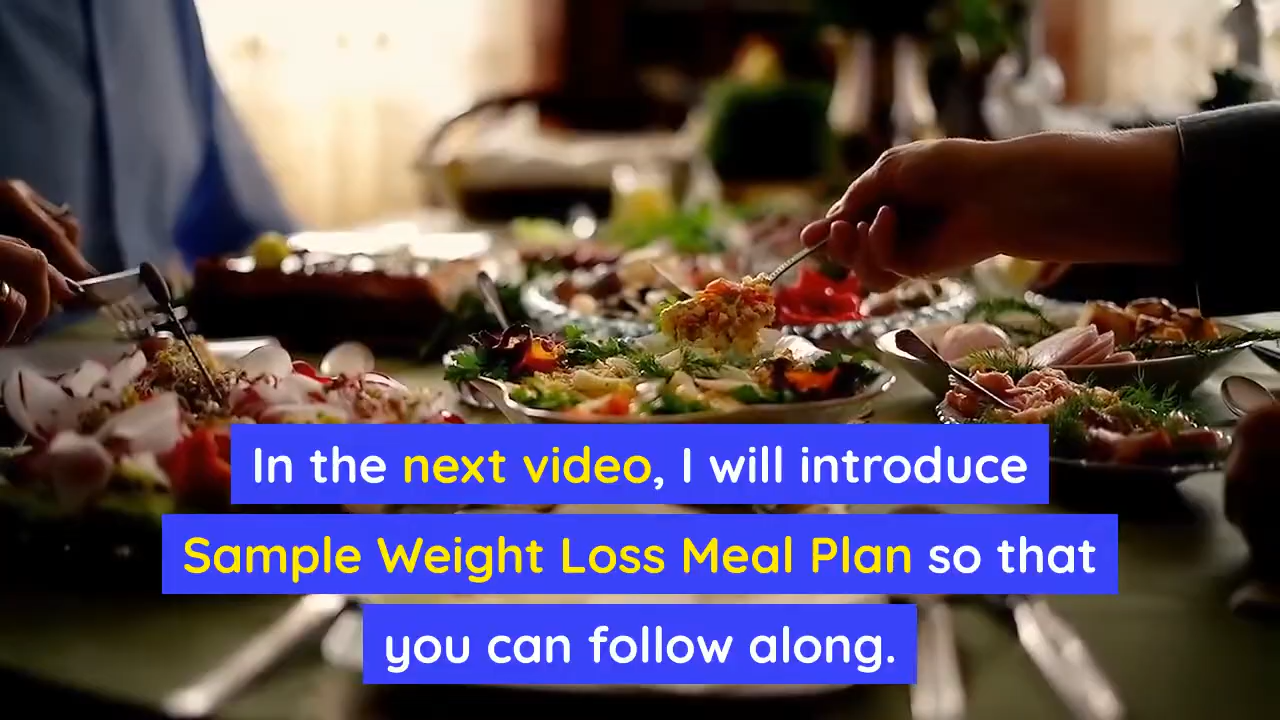 In the next video, I will introduce
Sample Weight Loss Meal Plan so that
you can follow along.